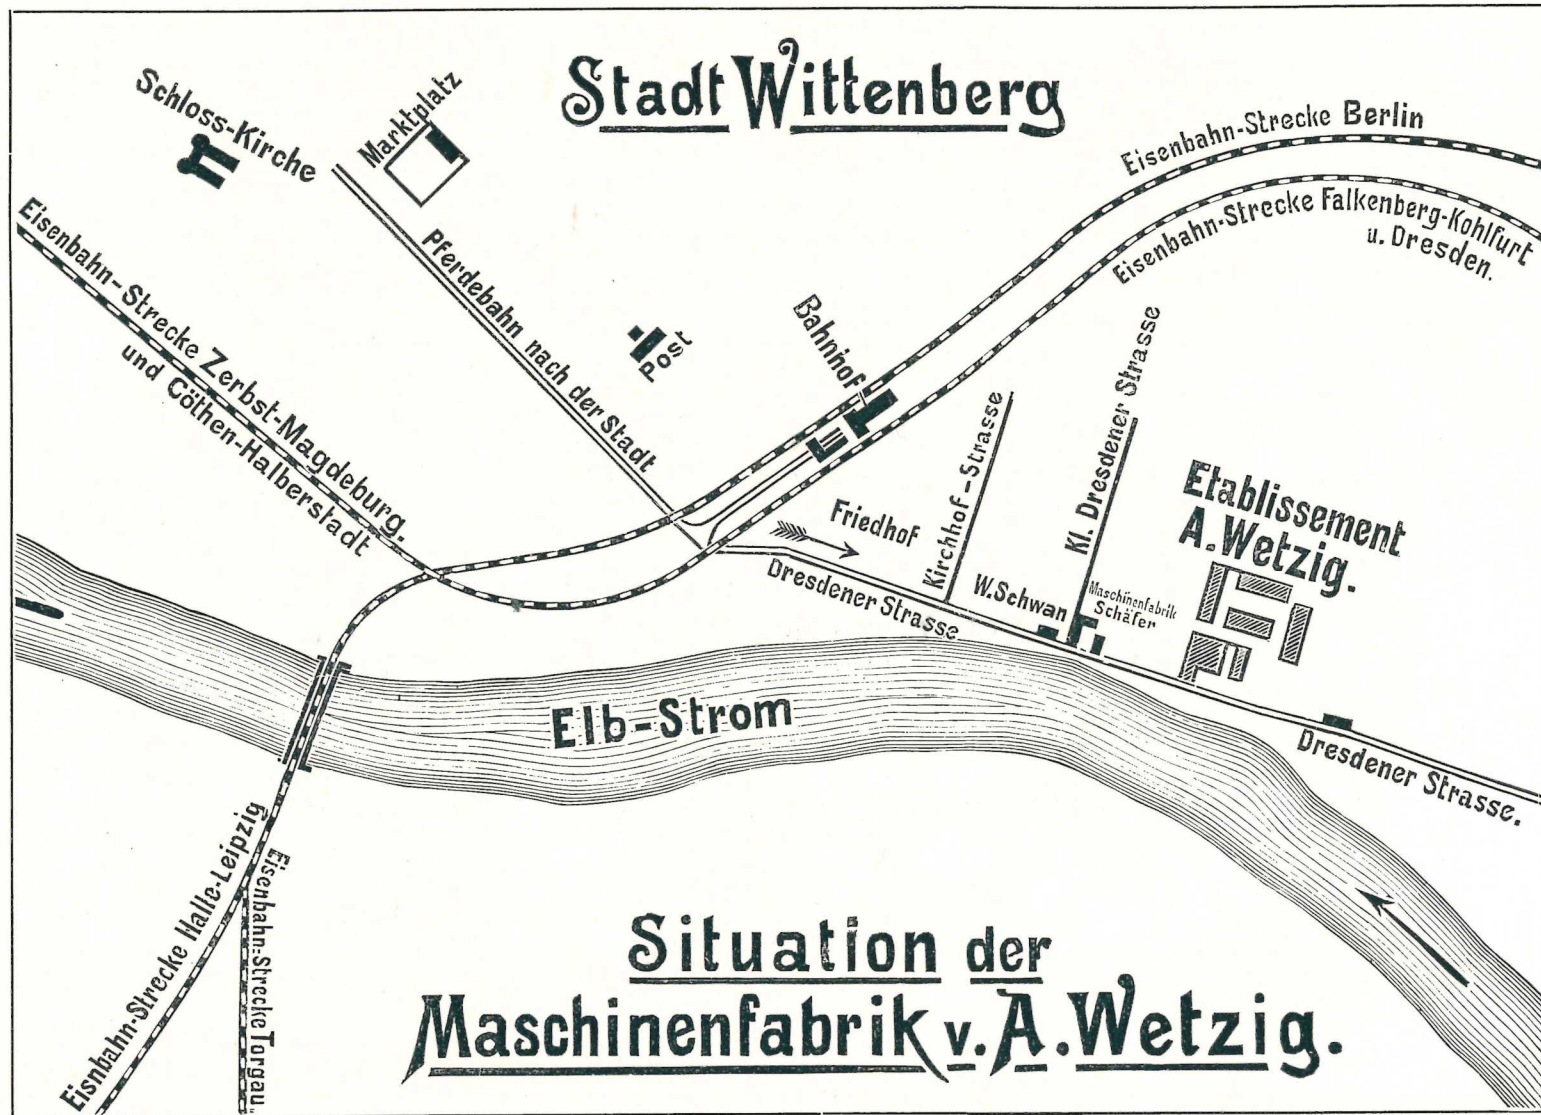 Stadt Wittenberg
Schloss-Kirche
Marktplatz
Eisenbahn-Strecke Berlin
Eisenbahn-Strecke Falkenberg-Kohlfurt
u. Dresden.
Eisenbahn-Strecke Zerbst-Magdeburg.
und Cöthen-Halberstadt
Pferdebahn nach der Stadt
Post
Bahnhof
Friedhof
Kirchhof-Strasse
Kl. Dresdener Strasse
Etablissement
A. Wetzig.
Dresdener Strasse
W. Schwan
Maschinenfabrik
Schäfer
Elb-Strom
Dresdener Strasse.
Eisnbahn-Strecke Halle-Leipzig
Eisenbahn-Strecke Torgau.
Situation der
Maschinenfabrik v. A. Wetzig.